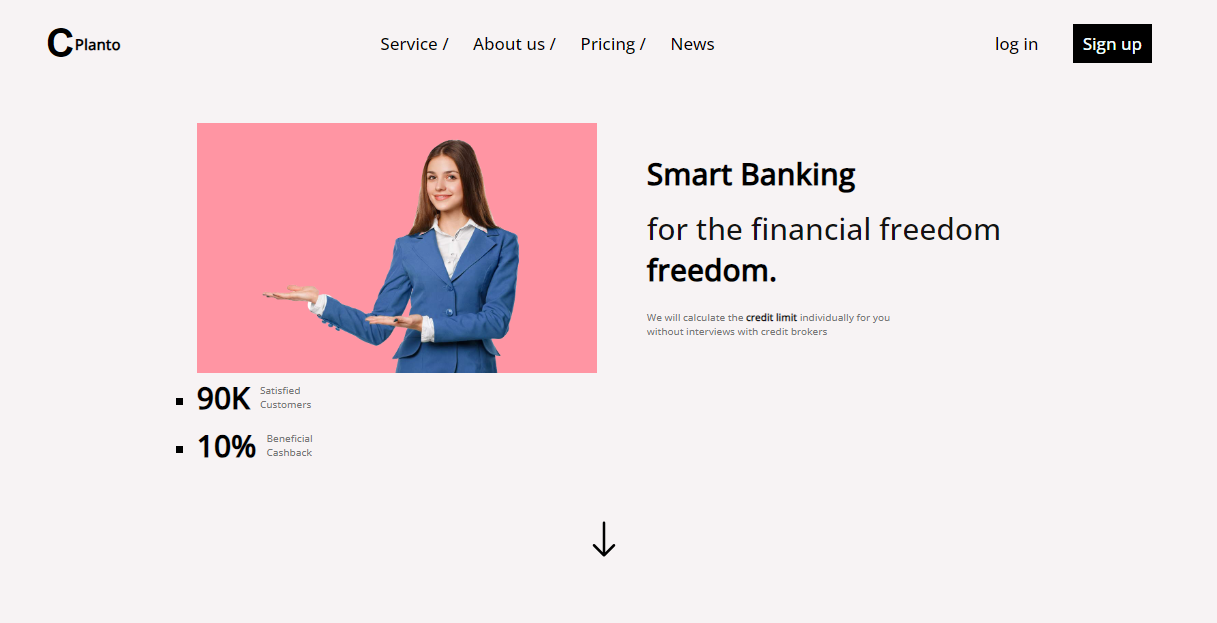 C Planto
Service / About us / Pricing / News
log in
Sign up
Smart Banking
for the financial freedom
freedom.
We will calculate the credit limit individually for you
without interviews with credit brokers
90K Satisfied
Customers
10% Beneficial
Cashback